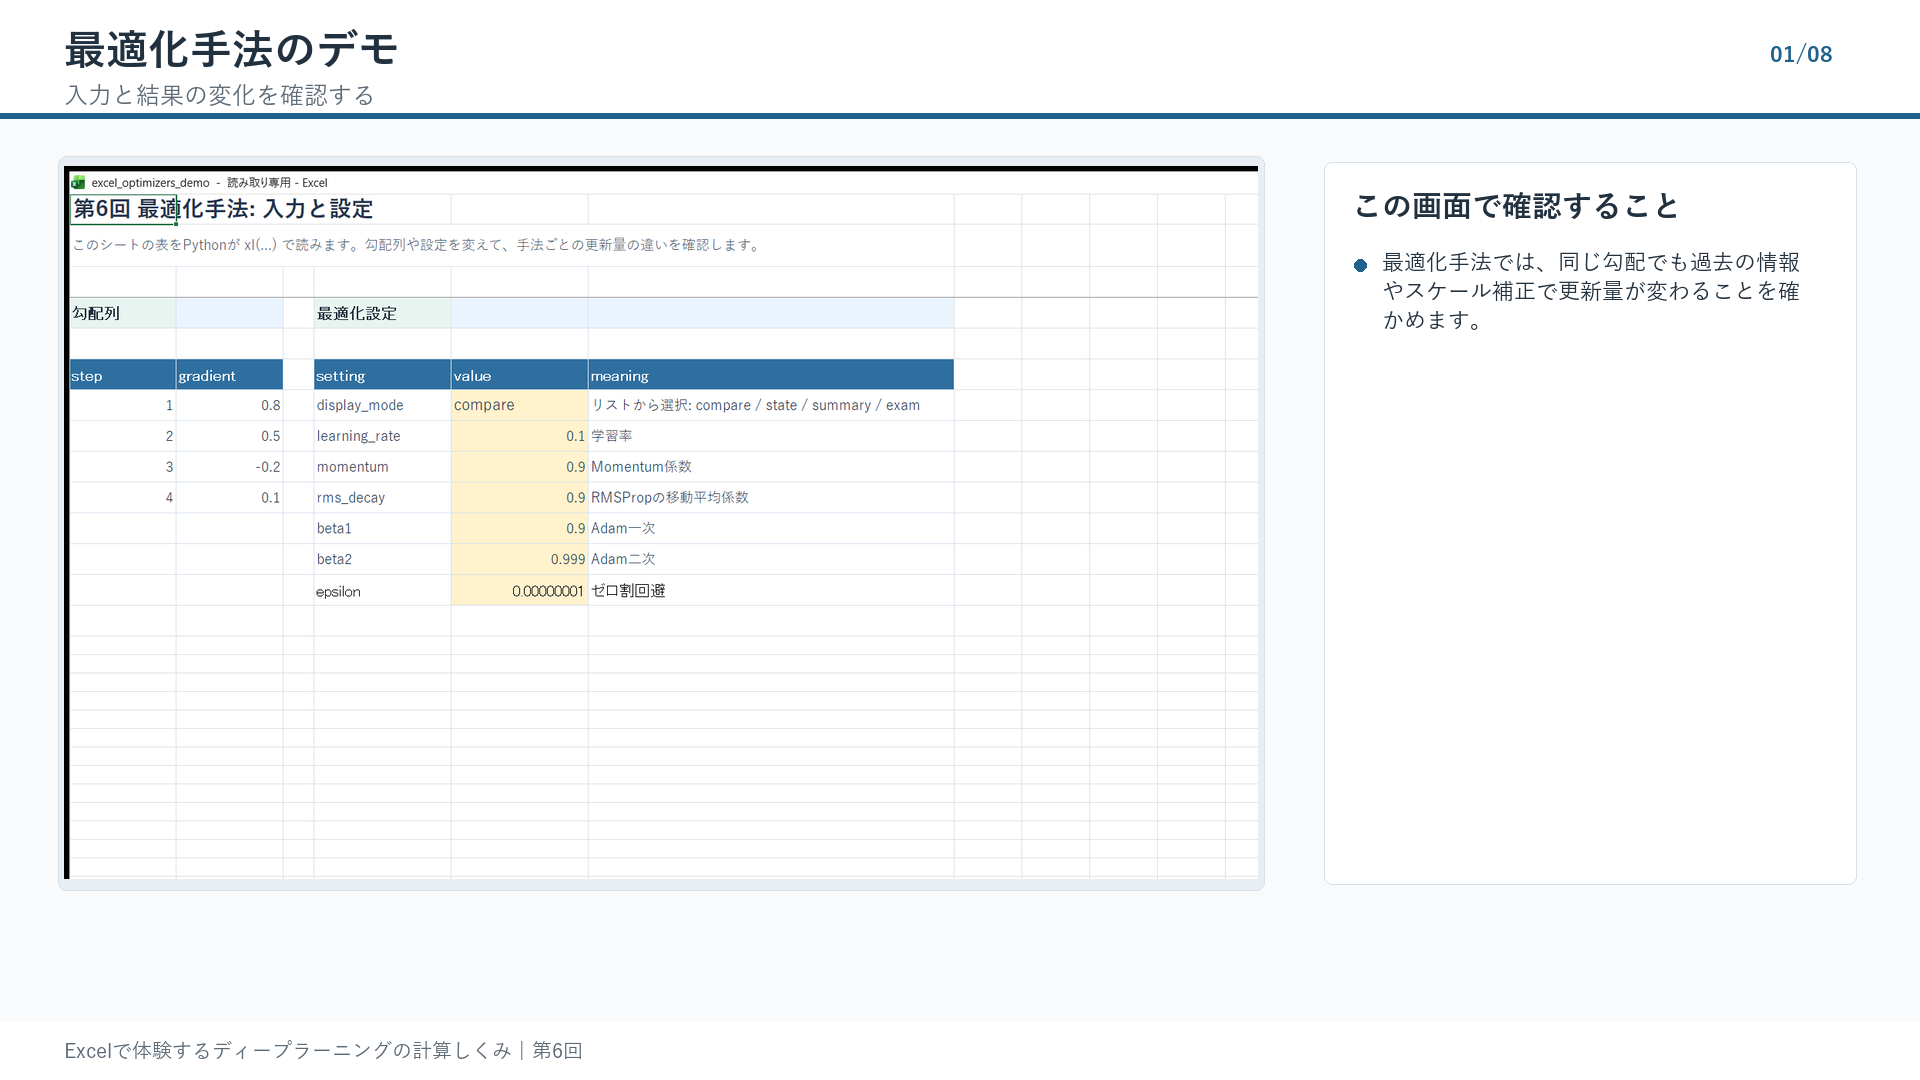 最適化手法のデモ
入力と結果の変化を確認する
01/08
excel_optimizers_demo - 読み取り専用 - Excel
第6回 最適化手法: 入力と設定
このシートの表をPythonが xl(...) で読みます。勾配列や設定を変えて、手法ごとの更新量の違いを確認します。
勾配列 最適化設定
step gradient setting value meaning
1 0.8 display_mode compare リストから選択: compare / state / summary / exam
2 0.5 learning_rate 0.1 学習率
3 -0.2 momentum 0.9 Momentum係数
4 0.1 rms_decay 0.9 RMSPropの移動平均係数
beta1 0.9 Adam一次
beta2 0.999 Adam二次
epsilon 0.00000001 ゼロ割回避
この画面で確認すること
最適化手法では、同じ勾配でも過去の情報
やスケール補正で更新量が変わることを確
かめます。
Excelで体験するディープラーニングの計算しくみ｜第6回